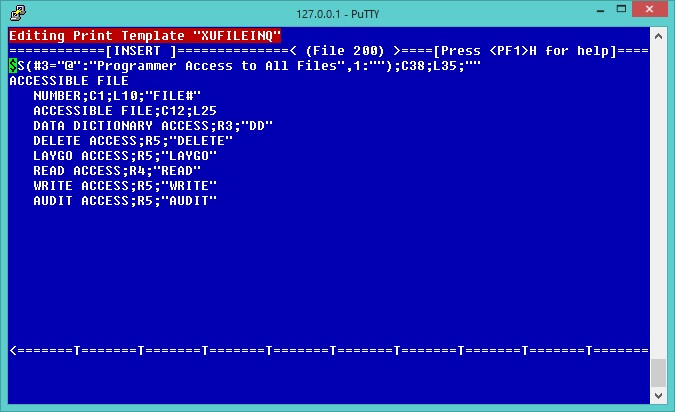 127.0.0.1 - PuTTY
Editing Print Template "XUFILEINQ"
============[INSERT ]==============< (File 200) >====[Press <PF1>H for help]====
$S(#3="@":"Programmer Access to All Files",1:"");C38;L35;""
ACCESSIBLE FILE
   NUMBER;C1;L10;"FILE#"
   ACCESSIBLE FILE;C12;L25
   DATA DICTIONARY ACCESS;R3;"DD"
   DELETE ACCESS;R5;"DELETE"
   LAYGO ACCESS;R5;"LAYGO"
   READ ACCESS;R4;"READ"
   WRITE ACCESS;R5;"WRITE"
   AUDIT ACCESS;R5;"AUDIT"
<=======T=======T=======T=======T=======T=======T=======T=======T=======T=======